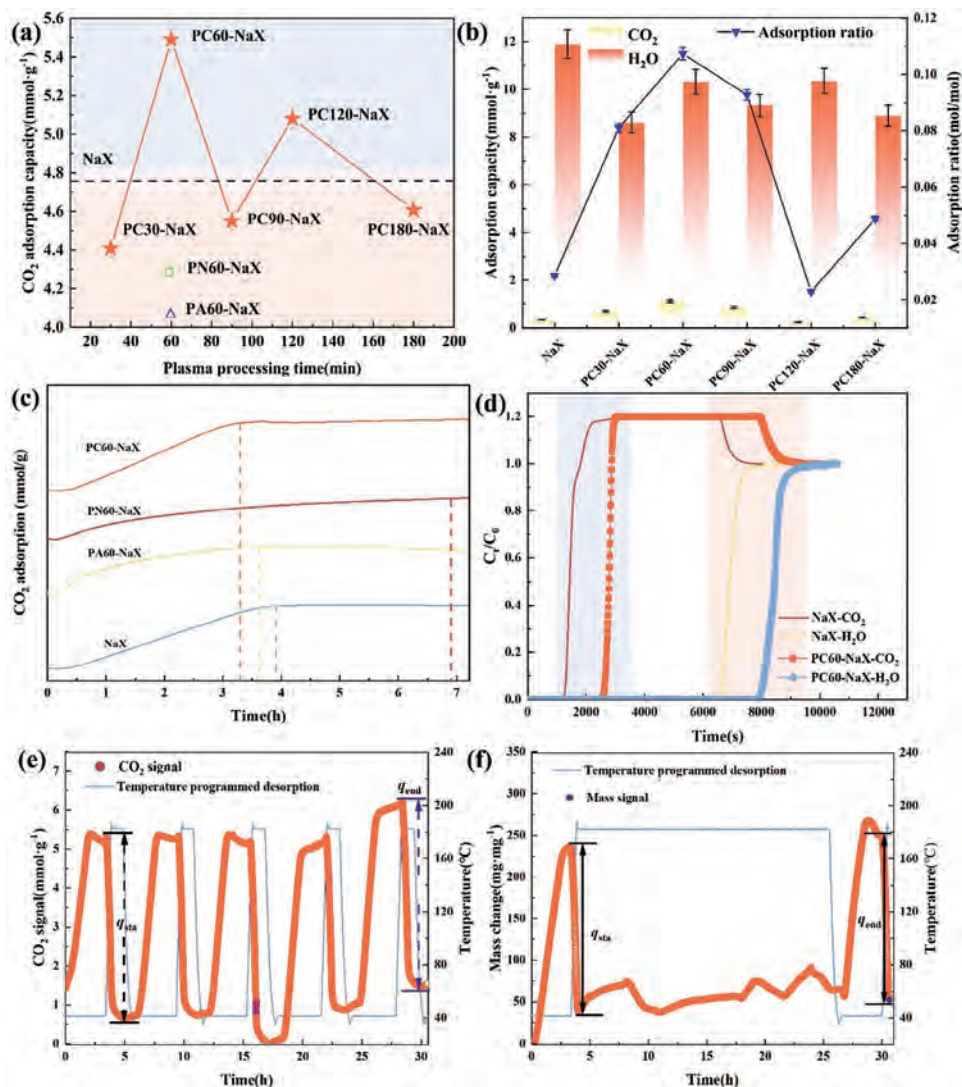 (a)
5.6
5.4
5.2
5.0
4.8
4.6
4.4
4.2
4.0
CO2 adsorption capacity(mmol·g-1)
PC60-NaX
PC120-NaX
NaX
PC30-NaX
PC90-NaX
PC180-NaX
PN60-NaX
PA60-NaX
20 40 60 80 100 120 140 160 180 200
Plasma processing time(min)
(b)
CO2
H2O
Adsorption ratio
12
10
8
6
4
2
0
Adsorption capacity(mmol·g-1)
0.12
0.10
0.08
0.06
0.04
0.02
Adsorption ratio(mol/mol)
NaX
PC30-NaX
PC60-NaX
PC90-NaX
PC120-NaX
PC180-NaX
(c)
CO2 adsorption (mmol/g)
PC60-NaX
PN60-NaX
PA60-NaX
NaX
0 1 2 3 4 5 6 7
Time(h)
(d)
1.2
1.0
0.8
0.6
0.4
0.2
0.0
Ct/C0
NaX-CO2
NaX-H2O
PC60-NaX-CO2
PC60-NaX-H2O
0 2000 4000 6000 8000 10000 12000
Time(s)
(e)
CO2 signal
Temperature programmed desorption
7
6
5
4
3
2
1
0
CO2 signal(mmol·g-1)
qsta
qend
240
200
160
120
80
40
Temperature(°C)
0 5 10 15 20 25 30
Time(h)
(f)
Temperature programmed desorption
Mass signal
350
300
250
200
150
100
50
0
Mass change(mg·mg-1)
qsta
qend
240
200
160
120
80
40
Temperature(°C)
0 5 10 15 20 25 30
Time(h)